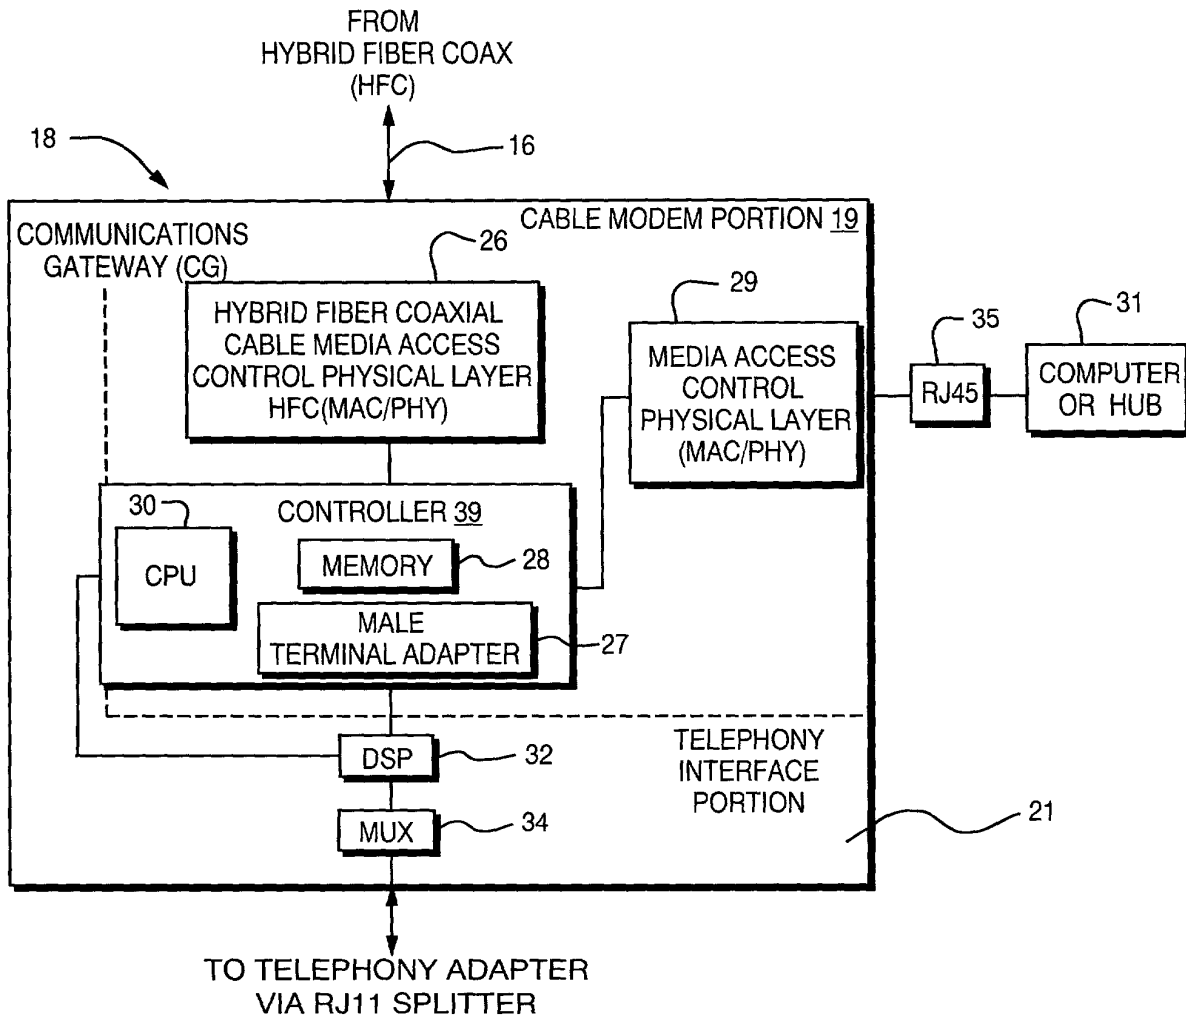 FROM
HYBRID FIBER COAX
(HFC)
18
16
CABLE MODEM PORTION 19
COMMUNICATIONS
GATEWAY (CG)
26
HYBRID FIBER COAXIAL
CABLE MEDIA ACCESS
CONTROL PHYSICAL LAYER
HFC(MAC/PHY)
29
MEDIA ACCESS
CONTROL
PHYSICAL LAYER
(MAC/PHY)
35
RJ45
31
COMPUTER
OR HUB
CONTROLLER 39
30
CPU
MEMORY
28
MALE
TERMINAL ADAPTER
27
DSP
32
MUX
34
TELEPHONY
INTERFACE
PORTION
21
TO TELEPHONY ADAPTER
VIA RJ11 SPLITTER